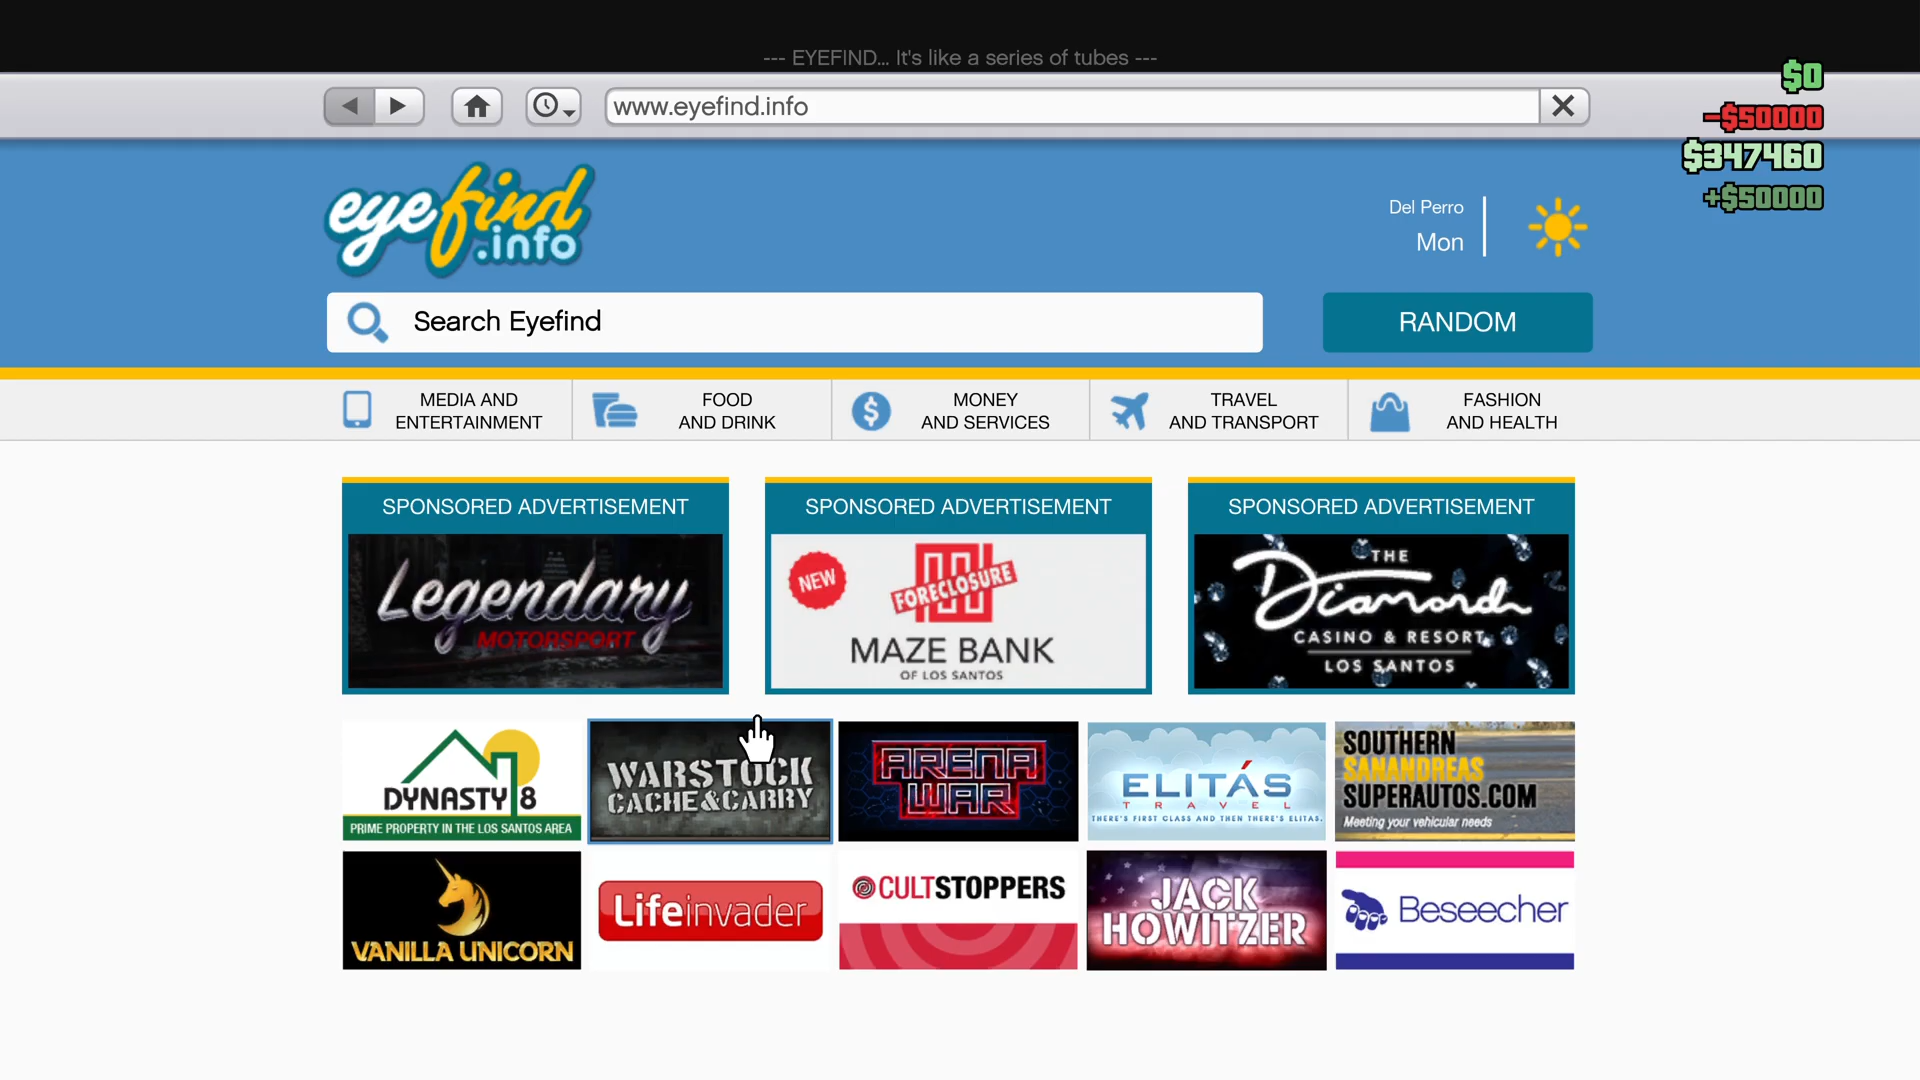 --- EYEFIND... It's like a series of tubes ---
www.eyefind.info
$0
-$50000
$347460
+$50000
eyefind
.info
Del Perro
Mon
Search Eyefind
RANDOM
MEDIA AND
ENTERTAINMENT
FOOD
AND DRINK
MONEY
AND SERVICES
TRAVEL
AND TRANSPORT
FASHION
AND HEALTH
SPONSORED ADVERTISEMENT
Legendary
MOTORSPORT
SPONSORED ADVERTISEMENT
NEW
FORECLOSURE
MAZE BANK
OF LOS SANTOS
SPONSORED ADVERTISEMENT
THE
Diamond
CASINO & RESORT
LOS SANTOS
DYNASTY 8
PRIME PROPERTY IN THE LOS SANTOS AREA
WARSTOCK
CACHE&CARRY
ARENA
WAR
ELITÁS
TRAVEL
THERE'S FIRST CLASS AND THEN THERE'S ELITAS.
SOUTHERN
SANANDREAS
SUPERAUTOS.COM
Meeting your vehicular needs
VANILLA UNICORN
Lifeinvader
CULTSTOPPERS
JACK
HOWITZER
Beseecher